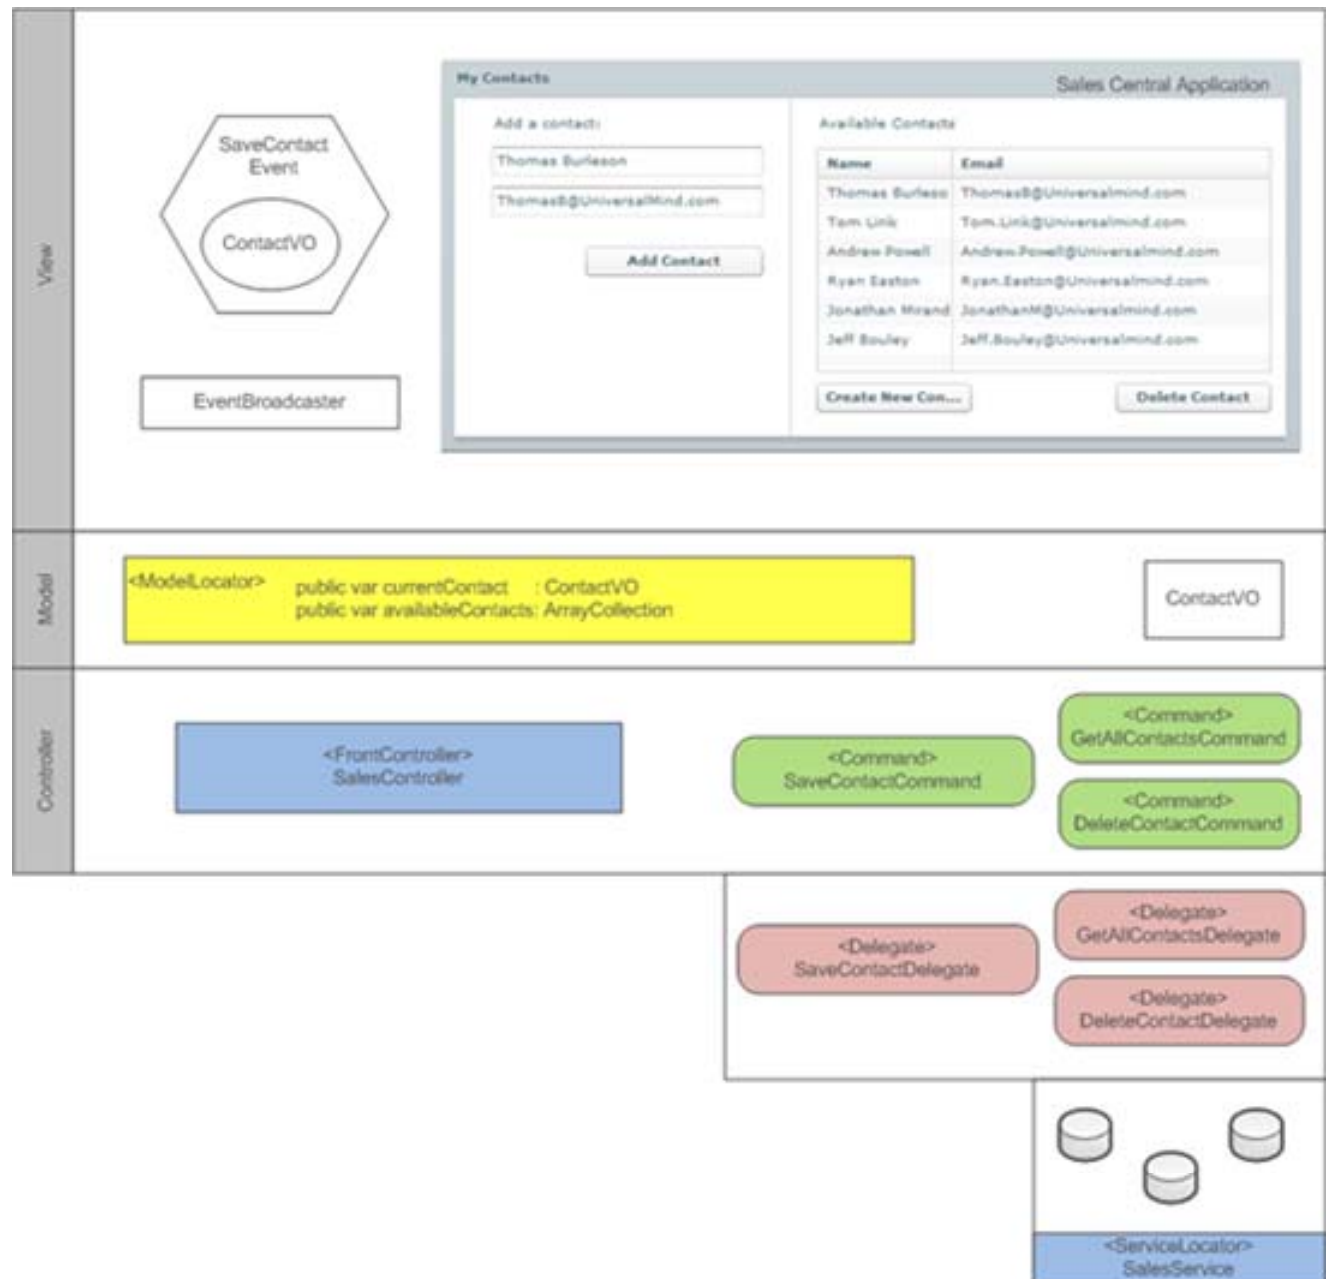 View
SaveContact
Event
ContactVO
EventBroadcaster
My Contacts
Sales Central Application
Add a contact:
Thomas Burleson
ThomasB@UniversalMind.com
Add Contact
Available Contacts
Name Email
Thomas Burleso ThomasB@Universalmind.com
Tom Link Tom.Link@Universalmind.com
Andrew Powell Andrew.Powell@Universalmind.com
Ryan Easton Ryan.Easton@Universalmind.com
Jonathan Mirand JonathanM@Universalmind.com
Jeff Bouley Jeff.Bouley@Universalmind.com
Create New Con...
Delete Contact
Model
<ModelLocator>
public var currentContact : ContactVO
public var availableContacts: ArrayCollection
ContactVO
Controller
<FrontController>
SalesController
<Command>
SaveContactCommand
<Command>
GetAllContactsCommand
<Command>
DeleteContactCommand
<Delegate>
SaveContactDelegate
<Delegate>
GetAllContactsDelegate
<Delegate>
DeleteContactDelegate
<ServiceLocator>
SalesService